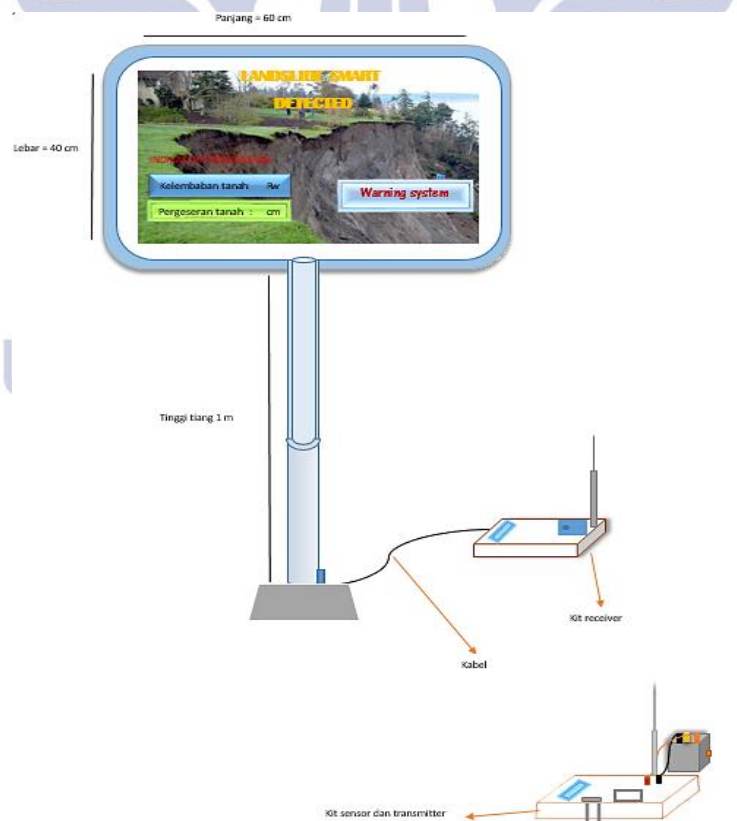 Panjang = 60 cm
LANDSLIDE SMART
DETECTED
Lebar = 40 cm
Kelembaban tanah Rw
Warning system
Pergeseran tanah : cm
Tinggi tiang 1 m
Kit receiver
Kabel
Kit sensor dan transmitter